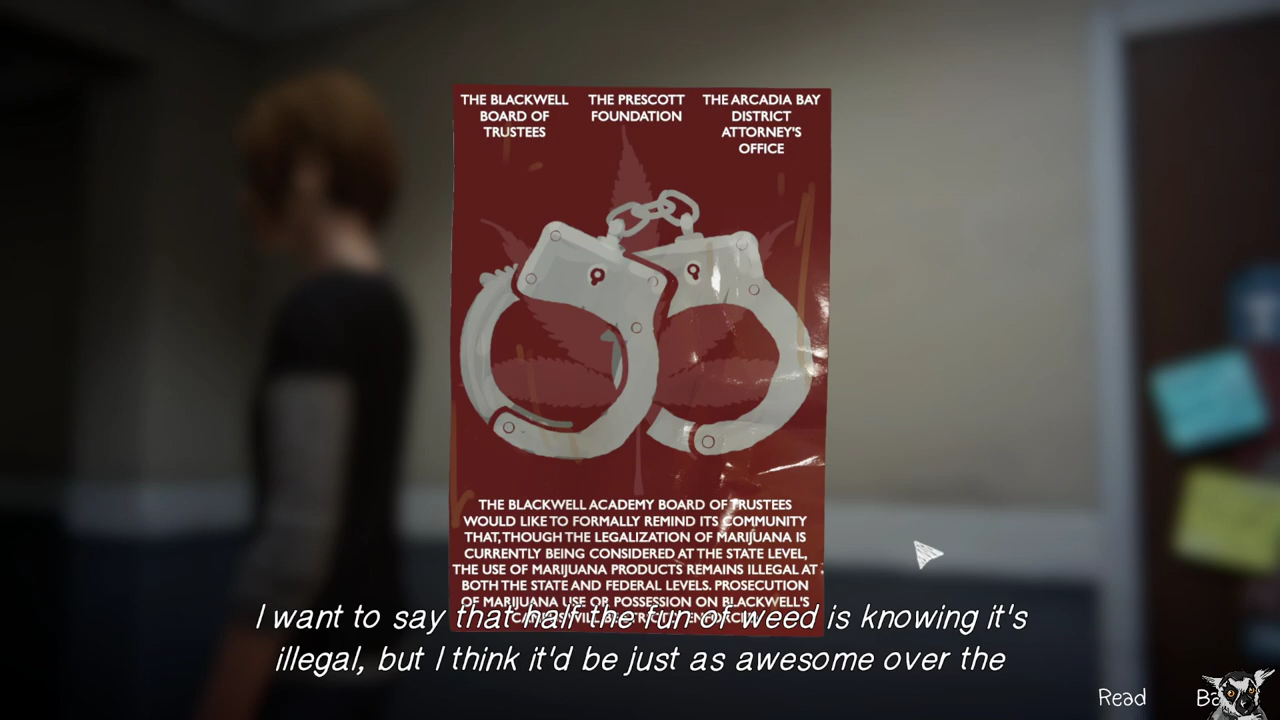 THE BLACKWELL
BOARD OF
TRUSTEES
THE PRESCOTT
FOUNDATION
THE ARCADIA BAY
DISTRICT
ATTORNEY'S
OFFICE
THE BLACKWELL ACADEMY BOARD OF TRUSTEES
WOULD LIKE TO FORMALLY REMIND ITS COMMUNITY
THAT, THOUGH THE LEGALIZATION OF MARIJUANA IS
CURRENTLY BEING CONSIDERED AT THE STATE LEVEL,
THE USE OF MARIJUANA PRODUCTS REMAINS ILLEGAL AT
BOTH THE STATE AND FEDERAL LEVELS. PROSECUTION
OF MARIJUANA USE OR POSSESSION ON BLACKWELL'S
WILL
I want to say that half the fun of weed is knowing it's
illegal, but I think it'd be just as awesome over the
Read